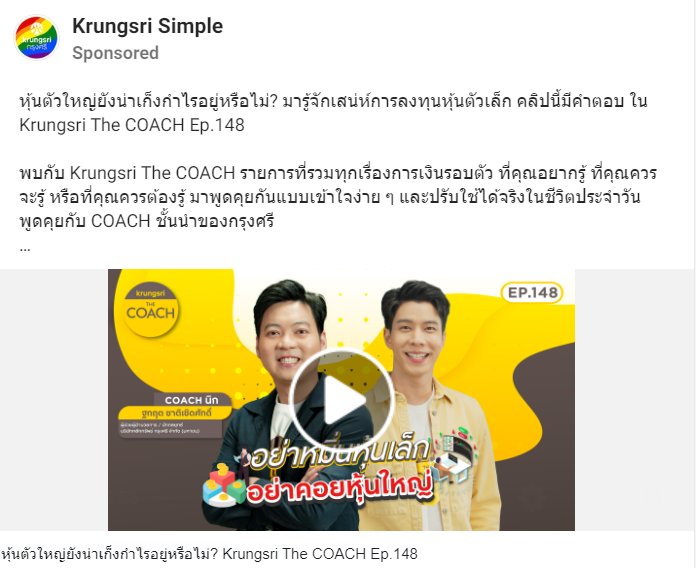 Krungsri Simple
Sponsored
หุ้นตัวใหญ่ยังน่าเก็งกำไรอยู่หรือไม่? มารู้จักเสน่ห์การลงทุนหุ้นตัวเล็ก คลิปนี้มีคำตอบ ใน
Krungsri The COACH Ep.148
พบกับ Krungsri The COACH รายการที่รวมทุกเรื่องการเงินรอบตัว ที่คุณอยากรู้ ที่คุณควร
จะรู้ หรือที่คุณควรต้องรู้ มาพูดคุยกันแบบเข้าใจง่าย ๆ และปรับใช้ได้จริงในชีวิตประจำวัน
พูดคุยกับ COACH ชั้นนำของกรุงศรี
...
krungsri
กรุงศรี
krungsri
THE
COACH
EP.148
COACH นิก
ฐกฤต ชาติเชิดศักดิ์
อย่าหมิ่นหุ้นเล็ก
อย่าคอยหุ้นใหญ่
หุ้นตัวใหญ่ยังน่าเก็งกำไรอยู่หรือไม่? Krungsri The COACH Ep.148